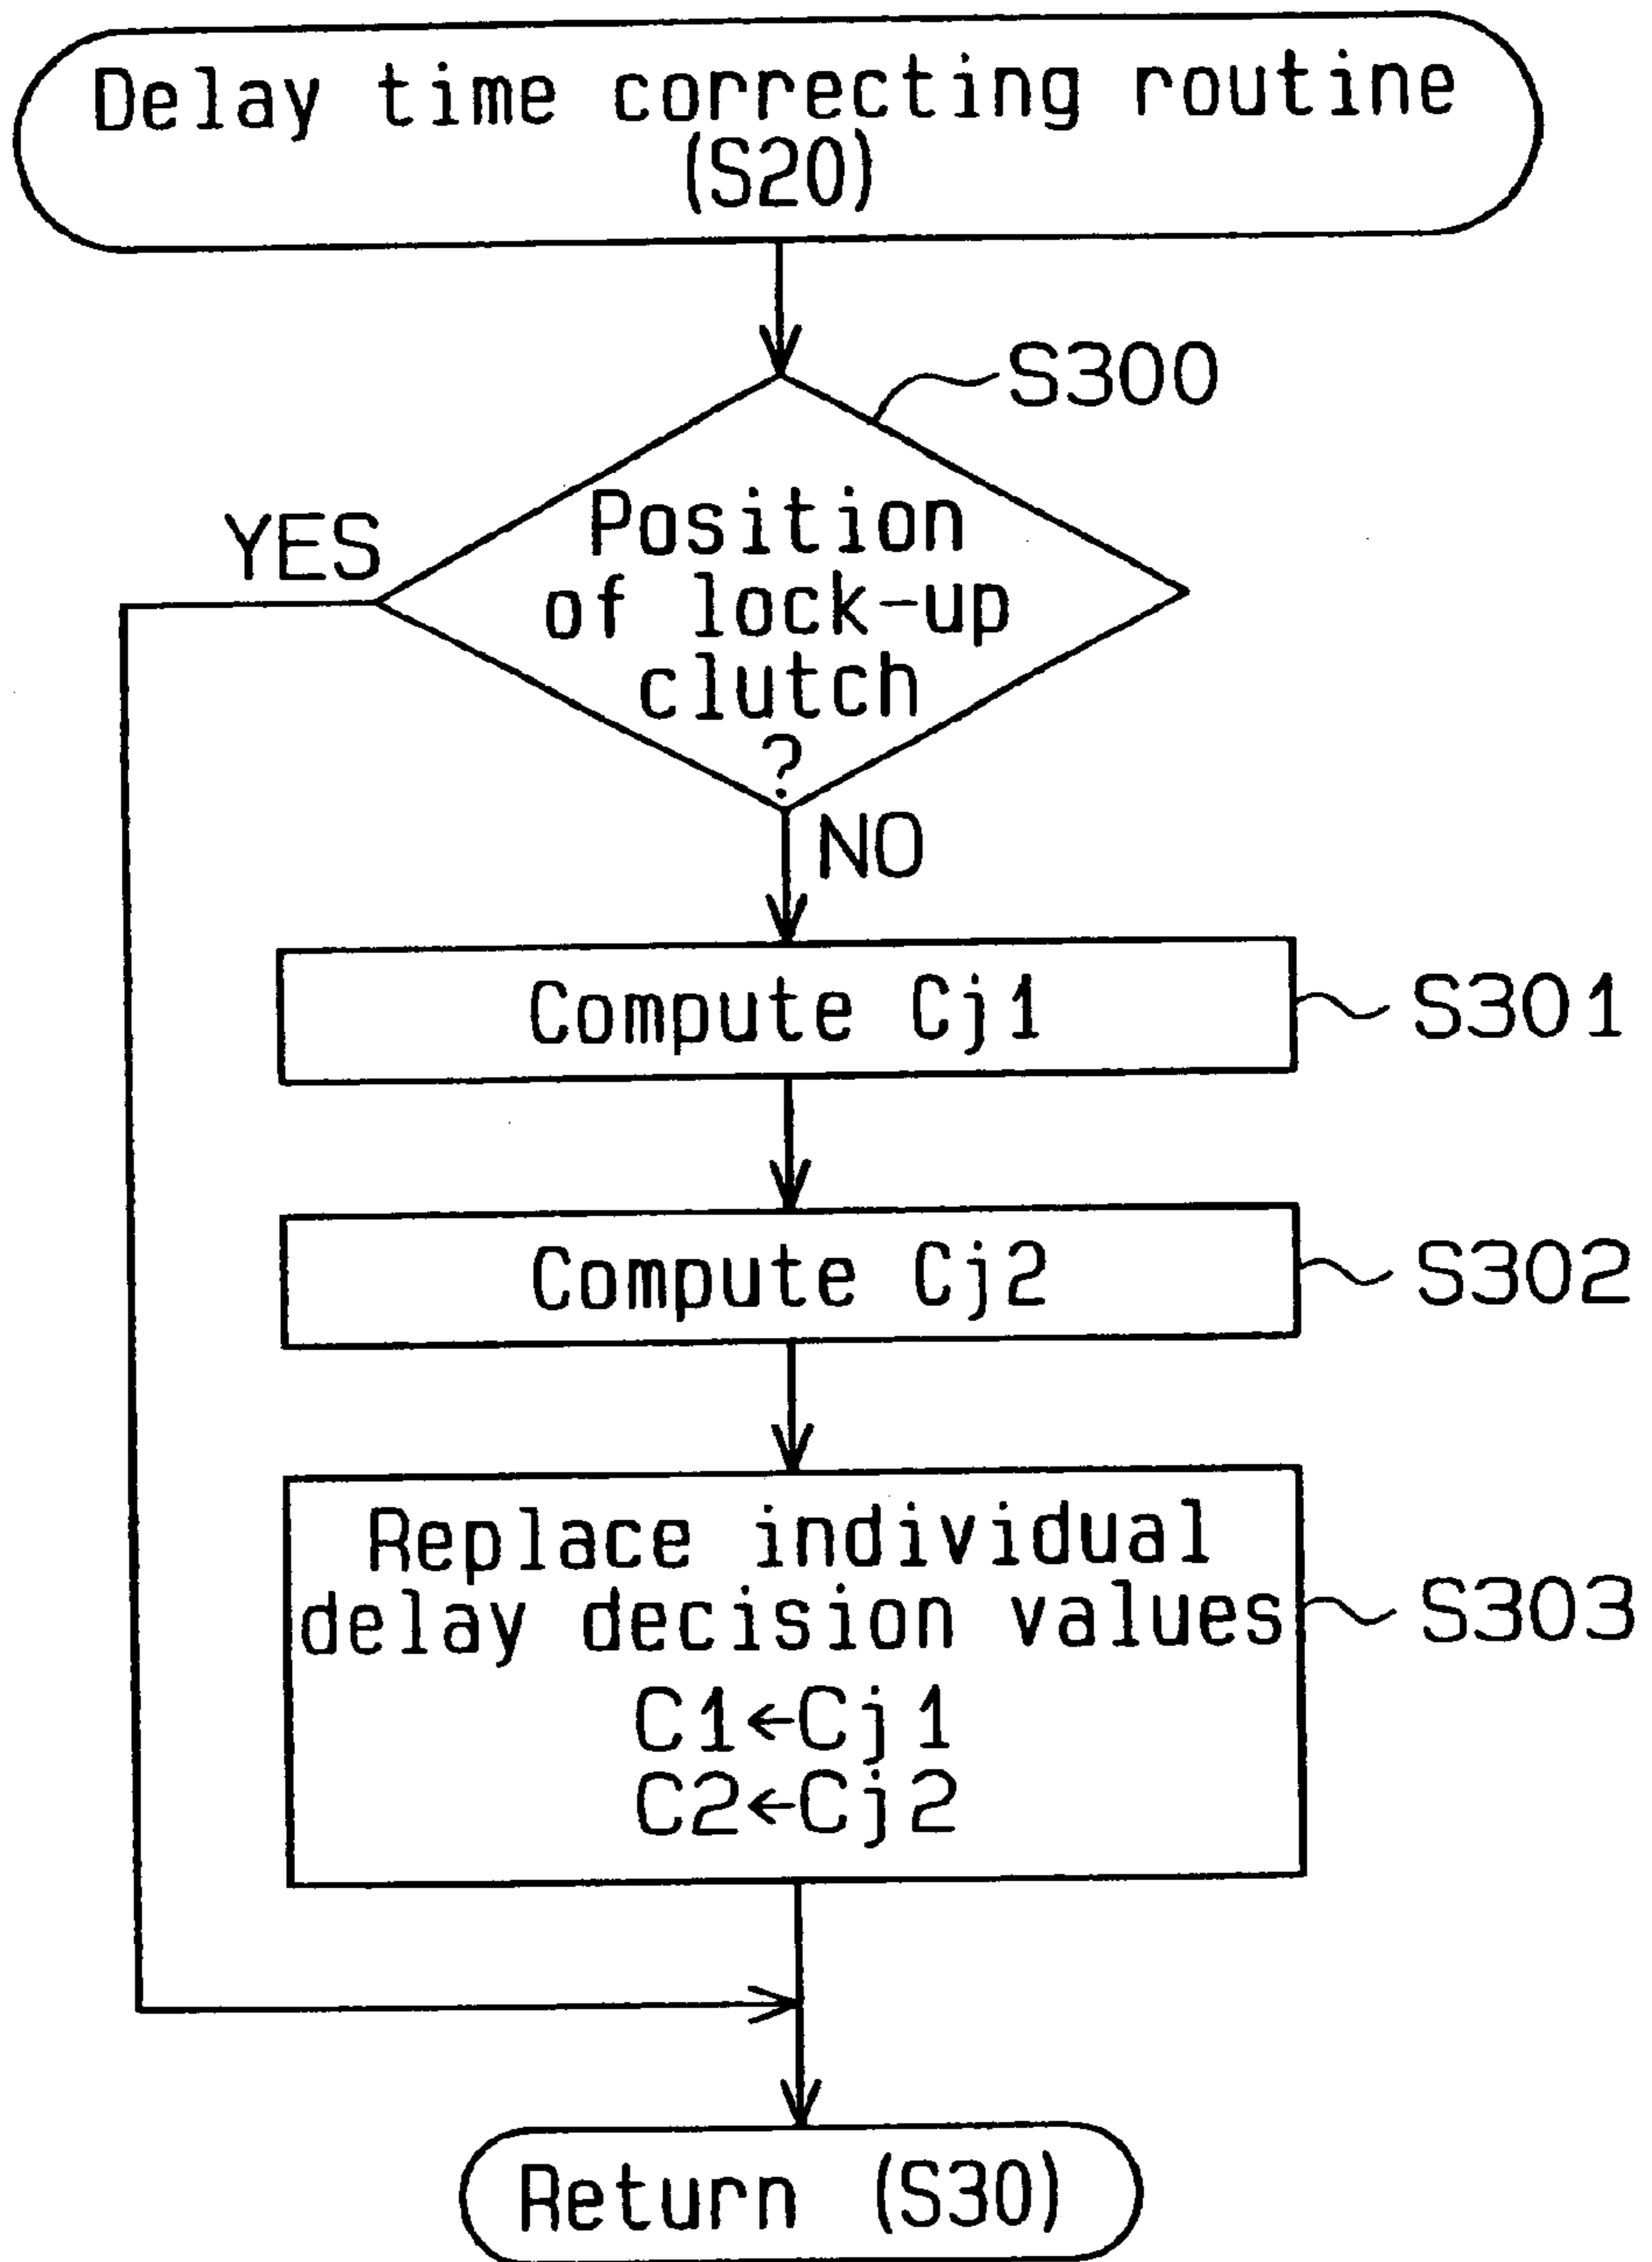 Delay time correcting routine
(S20)
S300
Position
of lock-up
clutch
?
YES
NO
Compute Cj1
S301
Compute Cj2
S302
Replace individual
delay decision values
S303
C1←Cj1
C2←Cj2
Return (S30)